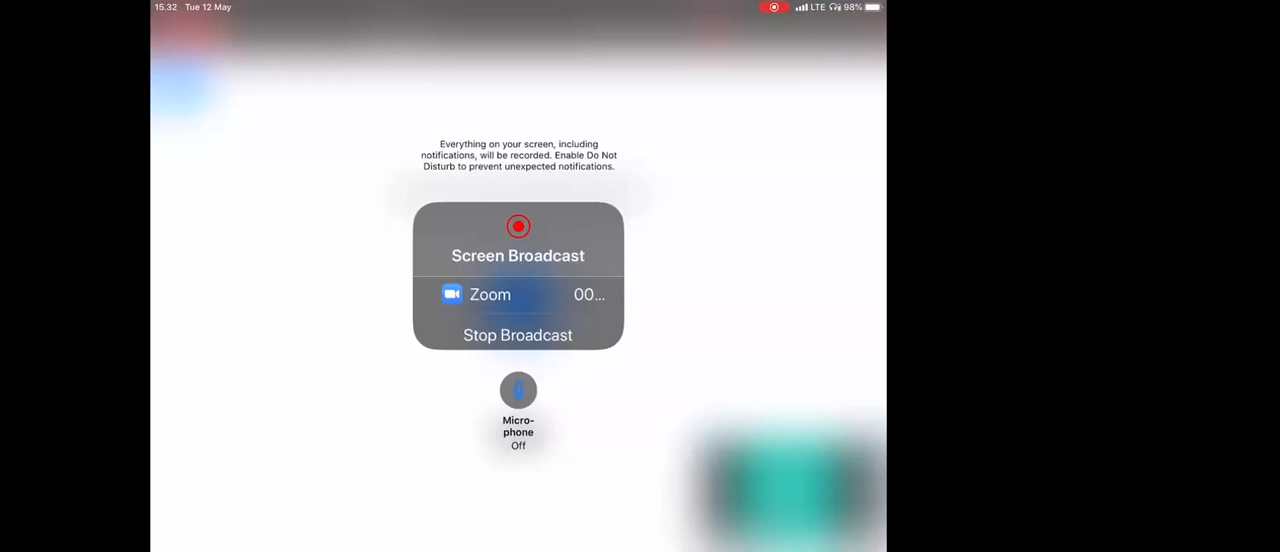 15.32 Tue 12 May
LTE 98%
Everything on your screen, including
notifications, will be recorded. Enable Do Not
Disturb to prevent unexpected notifications.
Screen Broadcast
Zoom 00...
Stop Broadcast
Micro-
phone
Off